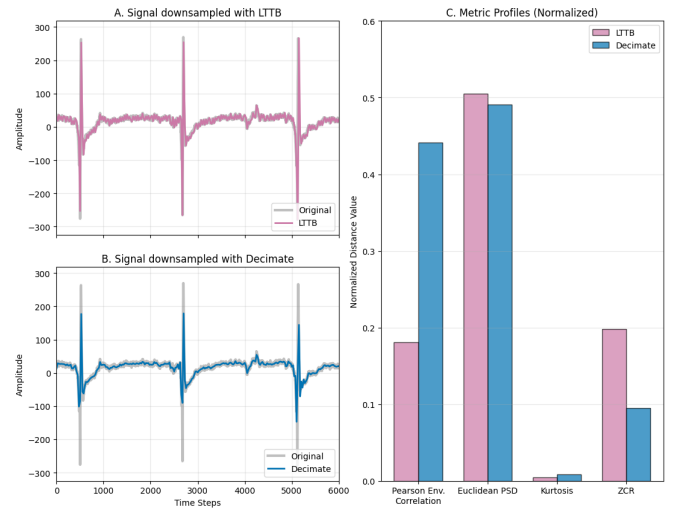 A. Signal downsampled with LTTB
300
200
100
0
−100
−200
−300
Amplitude
Original
LTTB
B. Signal downsampled with Decimate
300
200
100
0
−100
−200
−300
Amplitude
Original
Decimate
0 1000 2000 3000 4000 5000 6000
Time Steps
C. Metric Profiles (Normalized)
LTTB
Decimate
0.6
0.5
0.4
0.3
0.2
0.1
0.0
Normalized Distance Value
Pearson Env. Euclidean PSD Kurtosis ZCR
Correlation